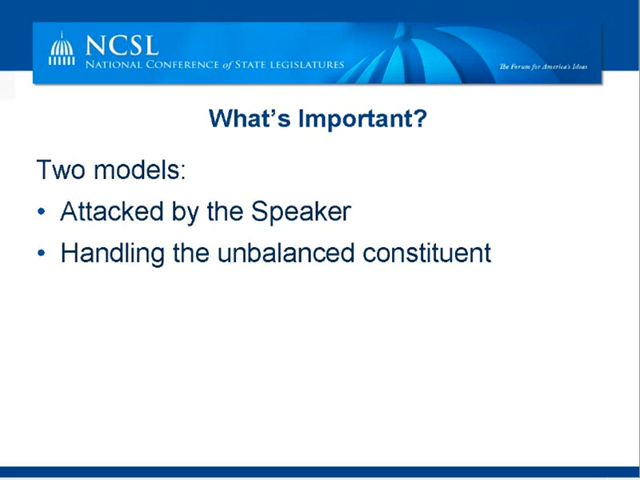 NCSL
NATIONAL CONFERENCE of STATE LEGISLATURES
The Forum for America's Ideas
What's Important?
Two models:
• Attacked by the Speaker
• Handling the unbalanced constituent